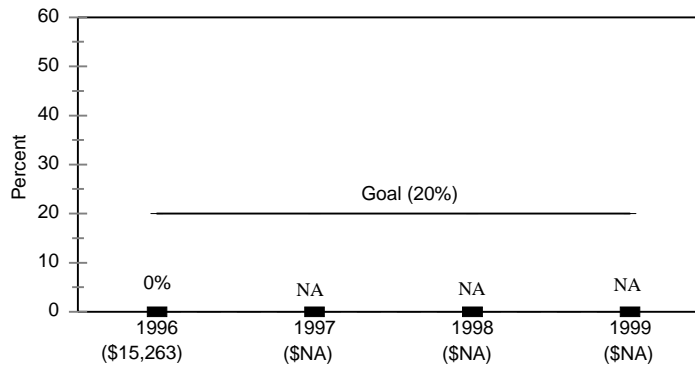 60
50
40
30
20
10
0
Percent
Goal (20%)
0%
NA
NA
NA
1996
1997
1998
1999
($15,263)
($NA)
($NA)
($NA)